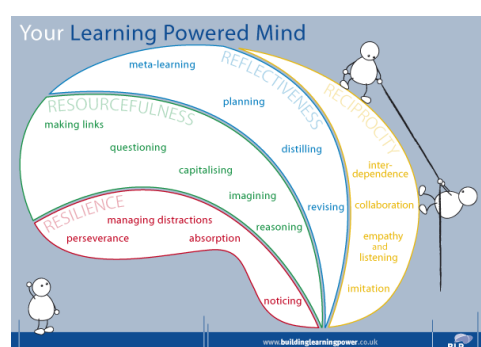 Your Learning Powered Mind
meta-learning
REFLECTIVENESS
planning
distilling
revising
RESOURCEFULNESS
making links
questioning
capitalising
imagining
reasoning
RESILIENCE
managing distractions
perseverance
absorption
noticing
RECIPROCITY
inter-
dependence
collaboration
empathy
and
listening
imitation
www.buildinglearningpower.co.uk
BLP